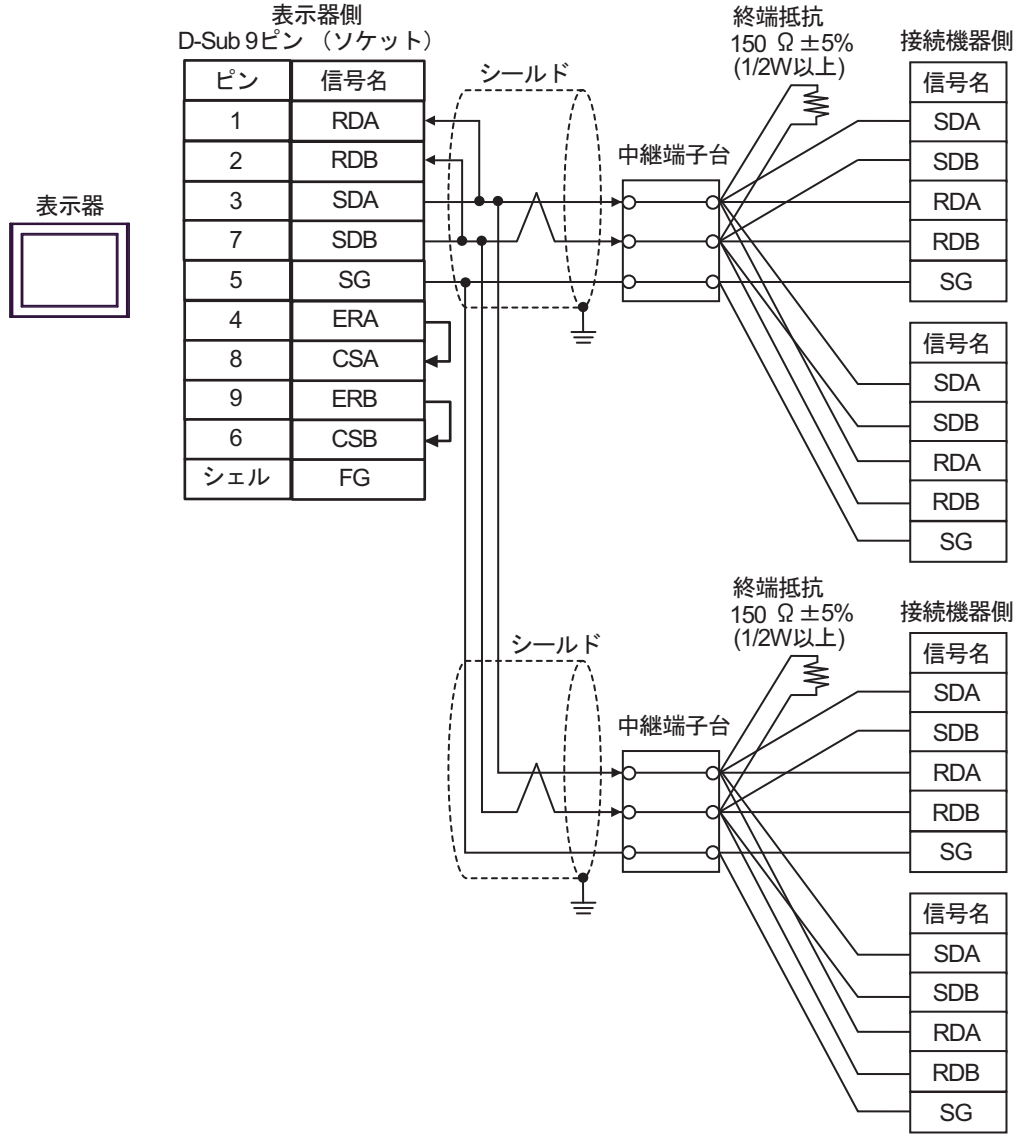 表示器
表示器側
D-Sub 9ピン （ソケット）
ピン 信号名
1 RDA
2 RDB
3 SDA
7 SDB
5 SG
4 ERA
8 CSA
9 ERB
6 CSB
シェル FG
シールド
中継端子台
終端抵抗
150 Ω ±5%
(1/2W以上)
接続機器側
信号名
SDA
SDB
RDA
RDB
SG
信号名
SDA
SDB
RDA
RDB
SG
シールド
中継端子台
終端抵抗
150 Ω ±5%
(1/2W以上)
接続機器側
信号名
SDA
SDB
RDA
RDB
SG
信号名
SDA
SDB
RDA
RDB
SG